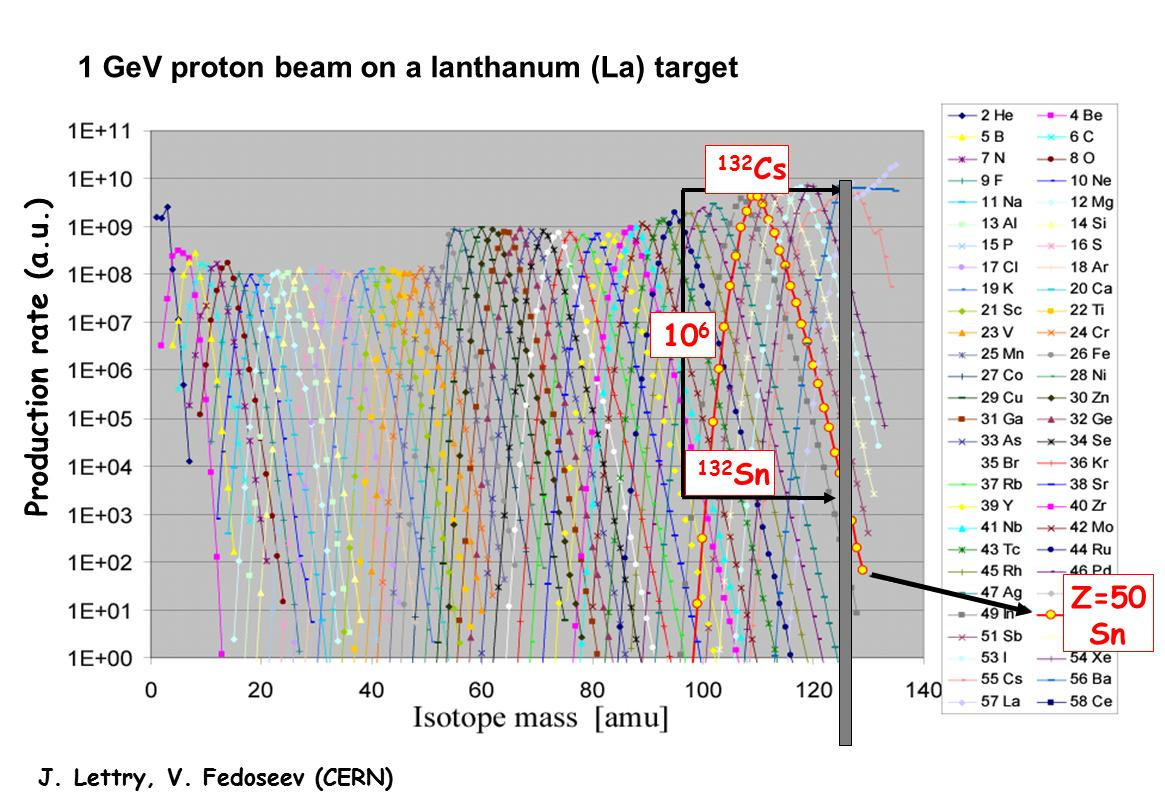 1 GeV proton beam on a lanthanum (La) target
Production rate (a.u.)
1E+11
1E+10
1E+09
1E+08
1E+07
1E+06
1E+05
1E+04
1E+03
1E+02
1E+01
1E+00
0 20 40 60 80 100 120 140
Isotope mass [amu]
¹³²Cs
10⁶
¹³²Sn
2 He 4 Be
5 B 6 C
7 N 8 O
9 F 10 Ne
11 Na 12 Mg
13 Al 14 Si
15 P 16 S
17 Cl 18 Ar
19 K 20 Ca
21 Sc 22 Ti
23 V 24 Cr
25 Mn 26 Fe
27 Co 28 Ni
29 Cu 30 Zn
31 Ga 32 Ge
33 As 34 Se
35 Br 36 Kr
37 Rb 38 Sr
39 Y 40 Zr
41 Nb 42 Mo
43 Tc 44 Ru
45 Rh 46 Pd
47 Ag
49 In
51 Sb
53 I 54 Xe
55 Cs 56 Ba
57 La 58 Ce
Z=50
Sn
J. Lettry, V. Fedoseev (CERN)